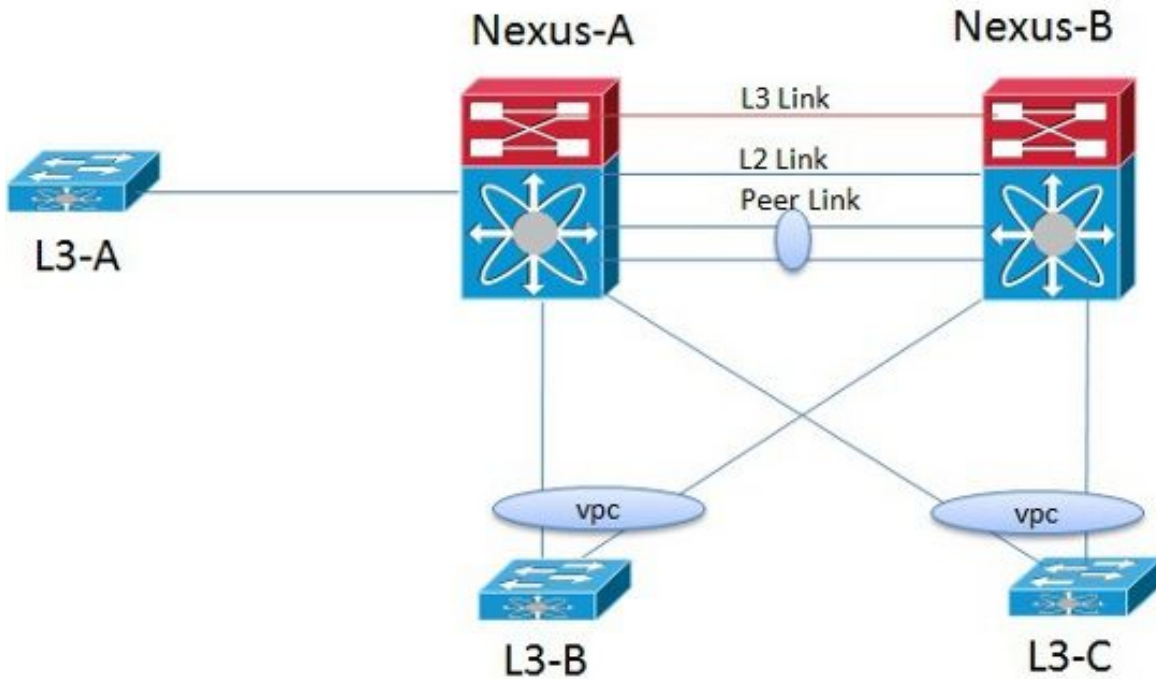 Nexus-A
Nexus-B
L3 Link
L2 Link
Peer Link
L3-A
vpc
vpc
L3-B
L3-C